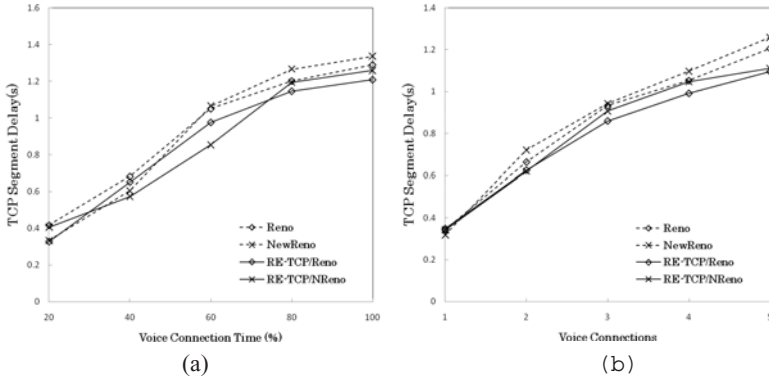 1.6
1.4
1.2
1
0.8
0.6
0.4
0.2
0
TCP Segment Delay(s)
Reno
NewReno
RE-TCP/Reno
RE-TCP/NReno
20 40 60 80 100
Voice Connection Time (%)
(a)
1.4
1.2
1
0.8
0.6
0.4
0.2
0
TCP Segment Delay(s)
Reno
NewReno
RE-TCP/Reno
RE-TCP/NReno
1 2 3 4 5
Voice Connections
(b)